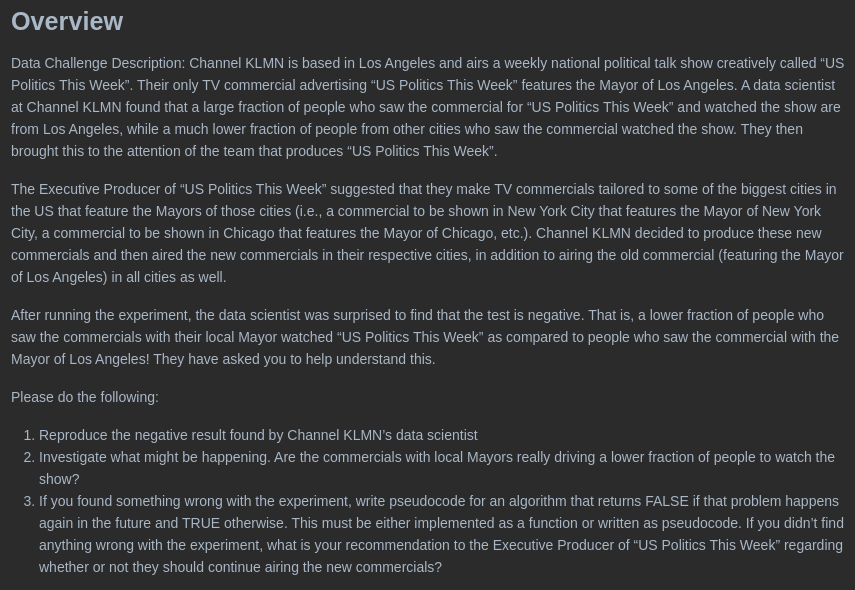 Overview
Data Challenge Description: Channel KLMN is based in Los Angeles and airs a weekly national political talk show creatively called “US
Politics This Week”. Their only TV commercial advertising “US Politics This Week” features the Mayor of Los Angeles. A data scientist
at Channel KLMN found that a large fraction of people who saw the commercial for “US Politics This Week” and watched the show are
from Los Angeles, while a much lower fraction of people from other cities who saw the commercial watched the show. They then
brought this to the attention of the team that produces “US Politics This Week”.
The Executive Producer of “US Politics This Week” suggested that they make TV commercials tailored to some of the biggest cities in
the US that feature the Mayors of those cities (i.e., a commercial to be shown in New York City that features the Mayor of New York
City, a commercial to be shown in Chicago that features the Mayor of Chicago, etc.). Channel KLMN decided to produce these new
commercials and then aired the new commercials in their respective cities, in addition to airing the old commercial (featuring the Mayor
of Los Angeles) in all cities as well.
After running the experiment, the data scientist was surprised to find that the test is negative. That is, a lower fraction of people who
saw the commercials with their local Mayor watched “US Politics This Week” as compared to people who saw the commercial with the
Mayor of Los Angeles! They have asked you to help understand this.
Please do the following:
1. Reproduce the negative result found by Channel KLMN’s data scientist
2. Investigate what might be happening. Are the commercials with local Mayors really driving a lower fraction of people to watch the
show?
3. If you found something wrong with the experiment, write pseudocode for an algorithm that returns FALSE if that problem happens
again in the future and TRUE otherwise. This must be either implemented as a function or written as pseudocode. If you didn’t find
anything wrong with the experiment, what is your recommendation to the Executive Producer of “US Politics This Week” regarding
whether or not they should continue airing the new commercials?